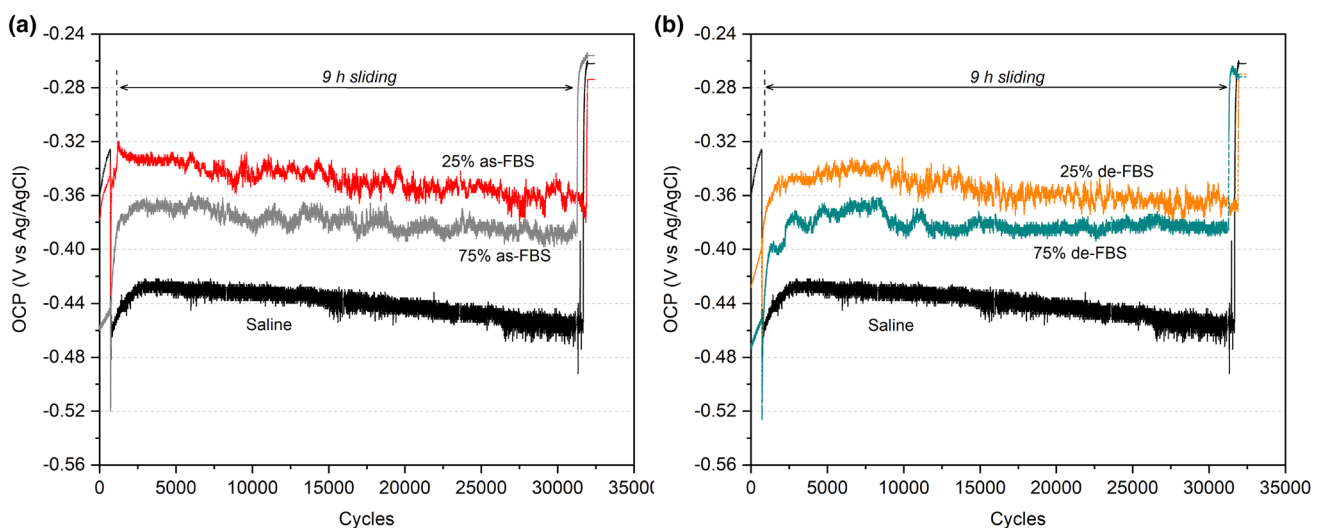 (a)
-0.24
-0.28
-0.32
-0.36
-0.40
-0.44
-0.48
-0.52
-0.56
OCP (V vs Ag/AgCl)
9 h sliding
25% as-FBS
75% as-FBS
Saline
0 5000 10000 15000 20000 25000 30000 35000
Cycles
(b)
-0.24
-0.28
-0.32
-0.36
-0.40
-0.44
-0.48
-0.52
-0.56
OCP (V vs Ag/AgCl)
9 h sliding
25% de-FBS
75% de-FBS
Saline
0 5000 10000 15000 20000 25000 30000 35000
Cycles